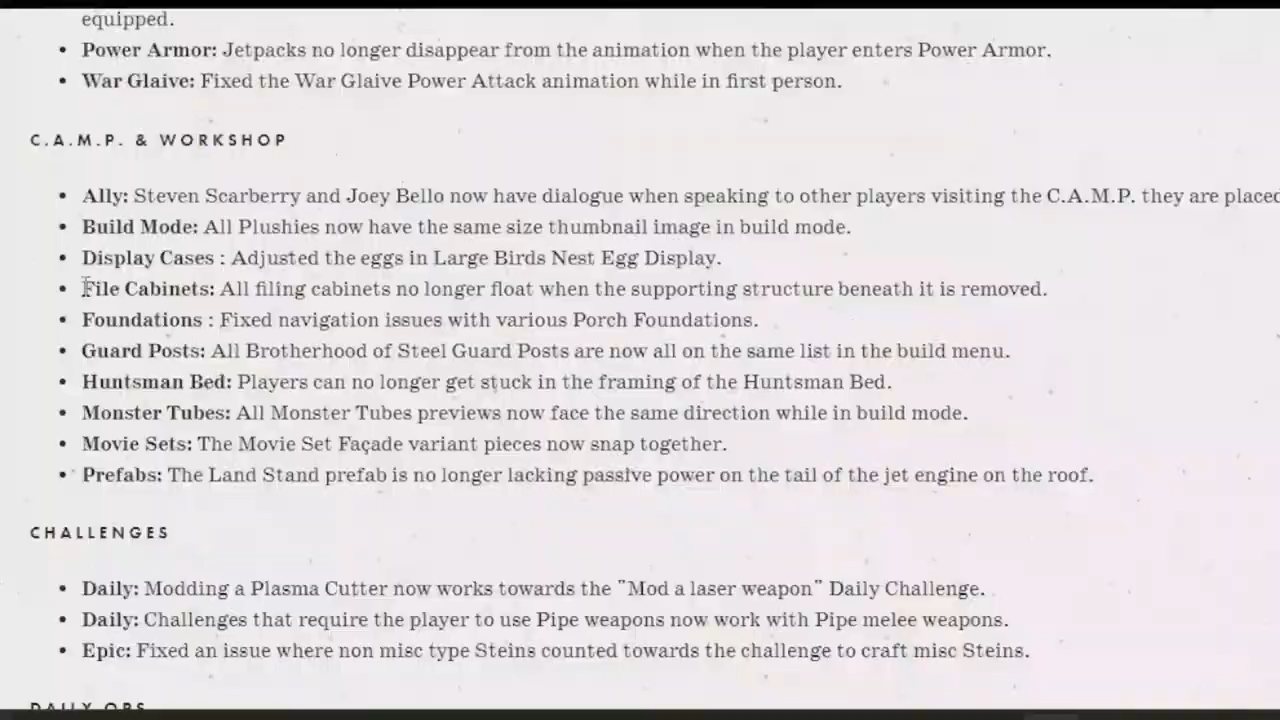 equipped.
• Power Armor: Jetpacks no longer disappear from the animation when the player enters Power Armor.
• War Glaive: Fixed the War Glaive Power Attack animation while in first person.
C.A.M.P. & WORKSHOP
• Ally: Steven Scarberry and Joey Bello now have dialogue when speaking to other players visiting the C.A.M.P. they are placed
• Build Mode: All Plushies now have the same size thumbnail image in build mode.
• Display Cases : Adjusted the eggs in Large Birds Nest Egg Display.
• File Cabinets: All filing cabinets no longer float when the supporting structure beneath it is removed.
• Foundations : Fixed navigation issues with various Porch Foundations.
• Guard Posts: All Brotherhood of Steel Guard Posts are now all on the same list in the build menu.
• Huntsman Bed: Players can no longer get stuck in the framing of the Huntsman Bed.
• Monster Tubes: All Monster Tubes previews now face the same direction while in build mode.
• Movie Sets: The Movie Set Façade variant pieces now snap together.
• Prefabs: The Land Stand prefab is no longer lacking passive power on the tail of the jet engine on the roof.
CHALLENGES
• Daily: Modding a Plasma Cutter now works towards the "Mod a laser weapon" Daily Challenge.
• Daily: Challenges that require the player to use Pipe weapons now work with Pipe melee weapons.
• Epic: Fixed an issue where non misc type Steins counted towards the challenge to craft misc Steins.
DAILY OPS